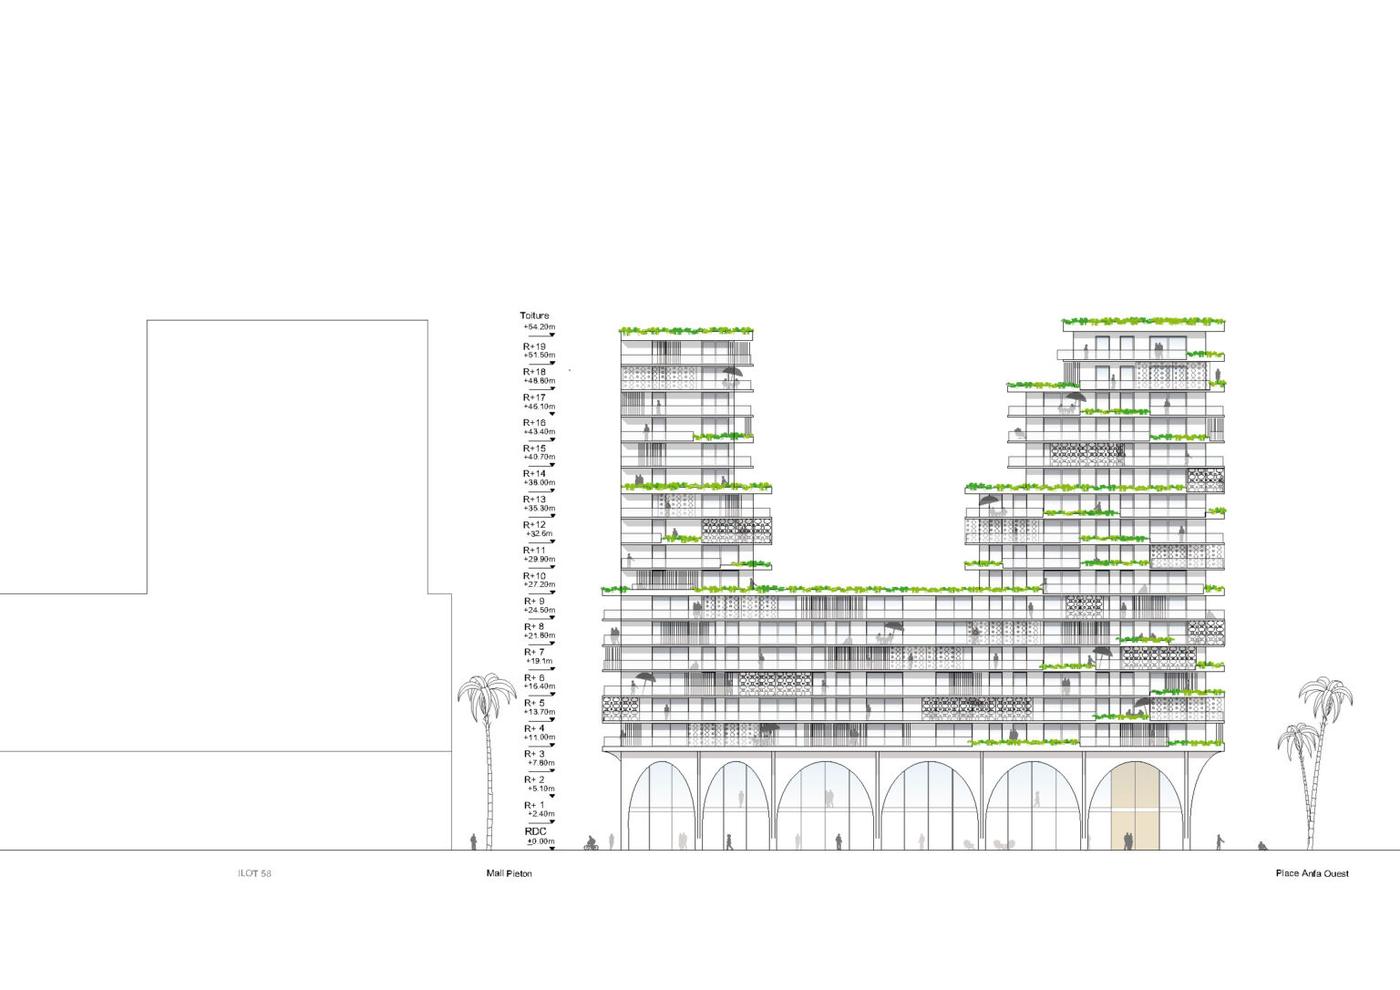 Toiture
+54.20m
R+19
+51.50m
R+18
+48.80m
R+17
+46.10m
R+16
+43.40m
R+15
+40.70m
R+14
+38.00m
R+13
+35.30m
R+12
+32.6m
R+11
+29.90m
R+10
+27.20m
R+ 9
+24.50m
R+ 8
+21.80m
R+ 7
+19.1m
R+ 6
+16.40m
R+ 5
+13.70m
R+ 4
+11.00m
R+ 3
+7.80m
R+ 2
+5.10m
R+ 1
+2.40m
RDC
±0.00m
ILOT 58
Mall Pieton
Place Anfa Ouest